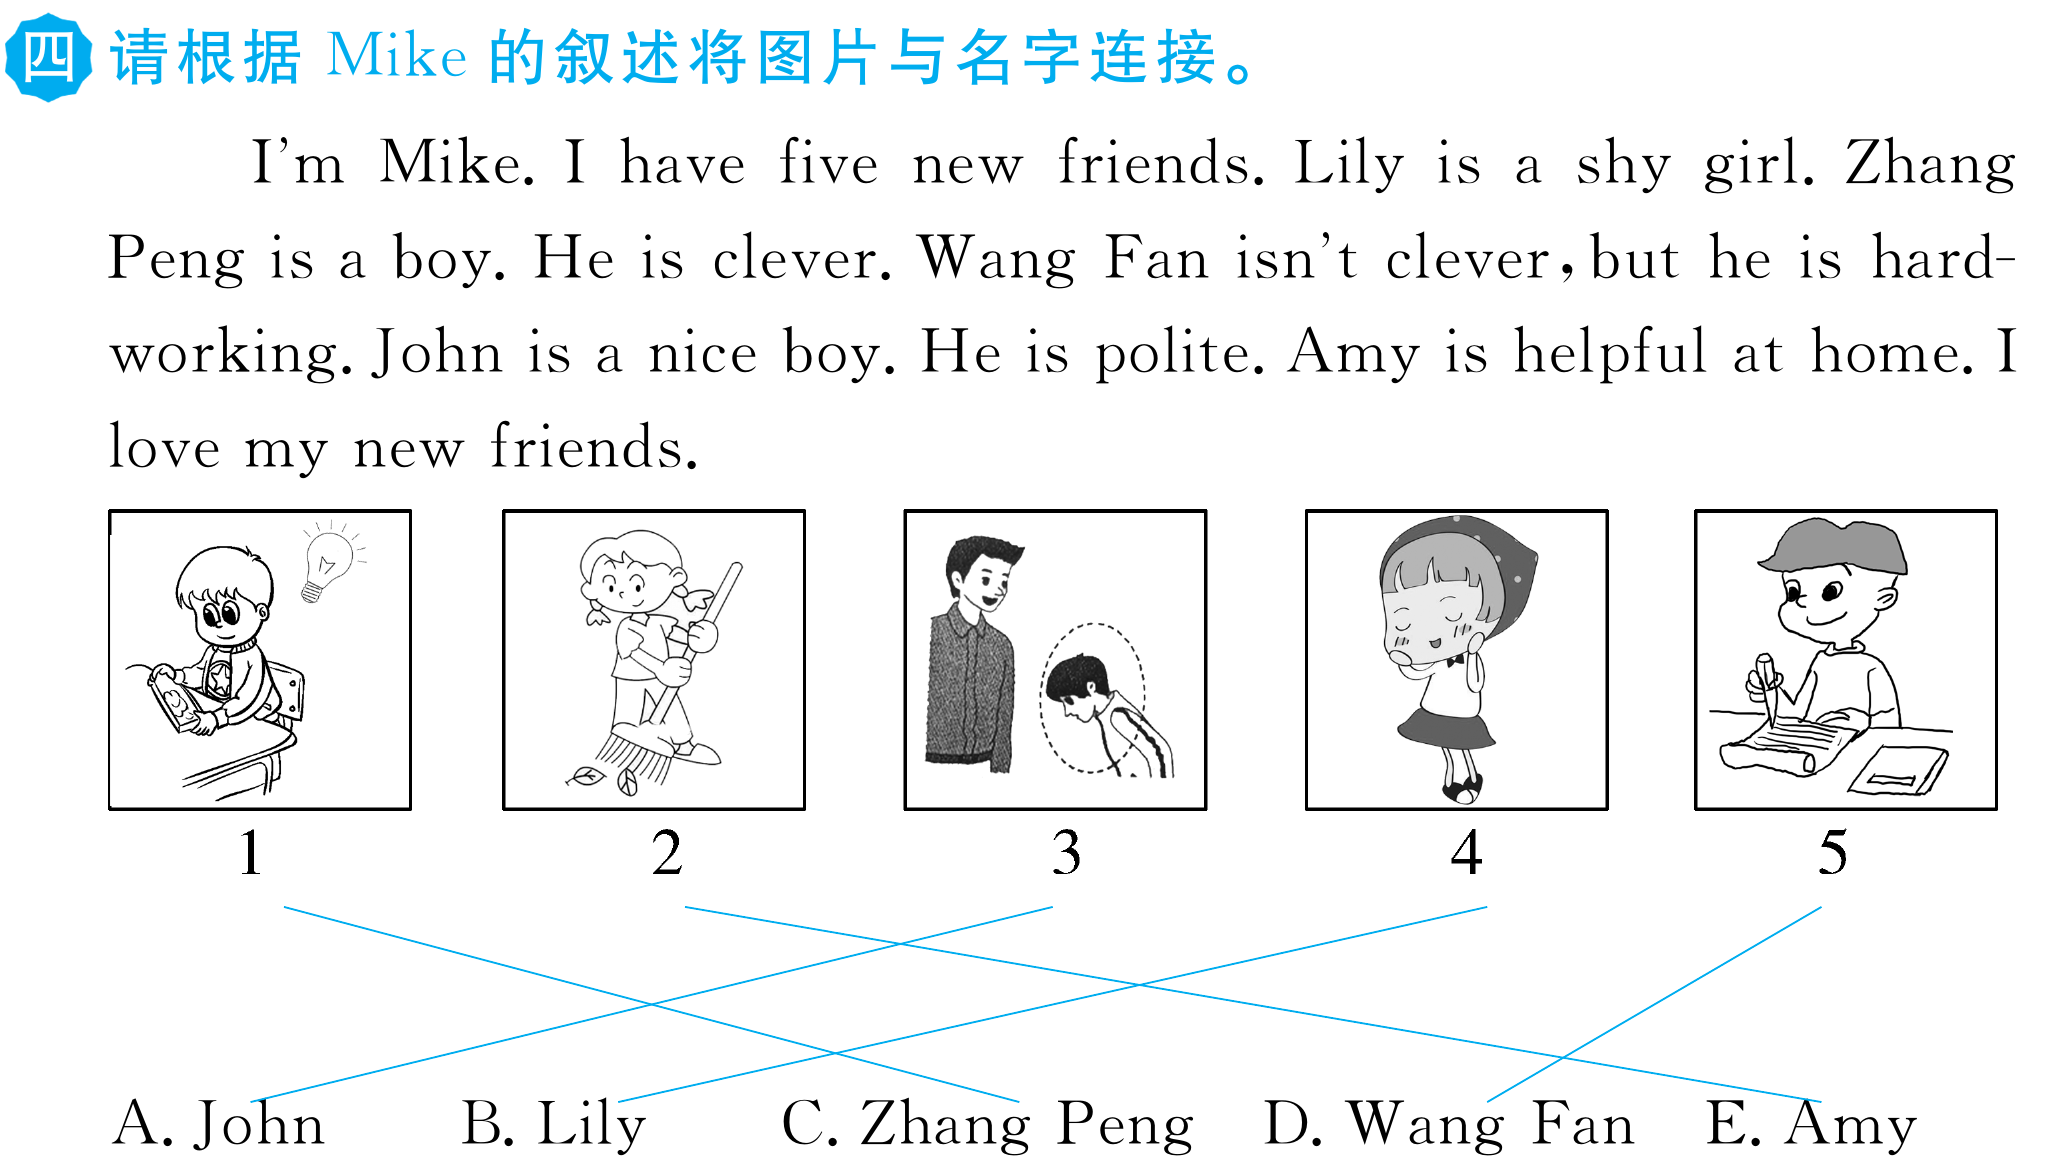 四 请根据 Mike 的叙述将图片与名字连接。
I'm Mike. I have five new friends. Lily is a shy girl. Zhang
Peng is a boy. He is clever. Wang Fan isn't clever, but he is hard-
working. John is a nice boy. He is polite. Amy is helpful at home. I
love my new friends.
1 2 3 4 5
A. John B. Lily C. Zhang Peng D. Wang Fan E. Amy